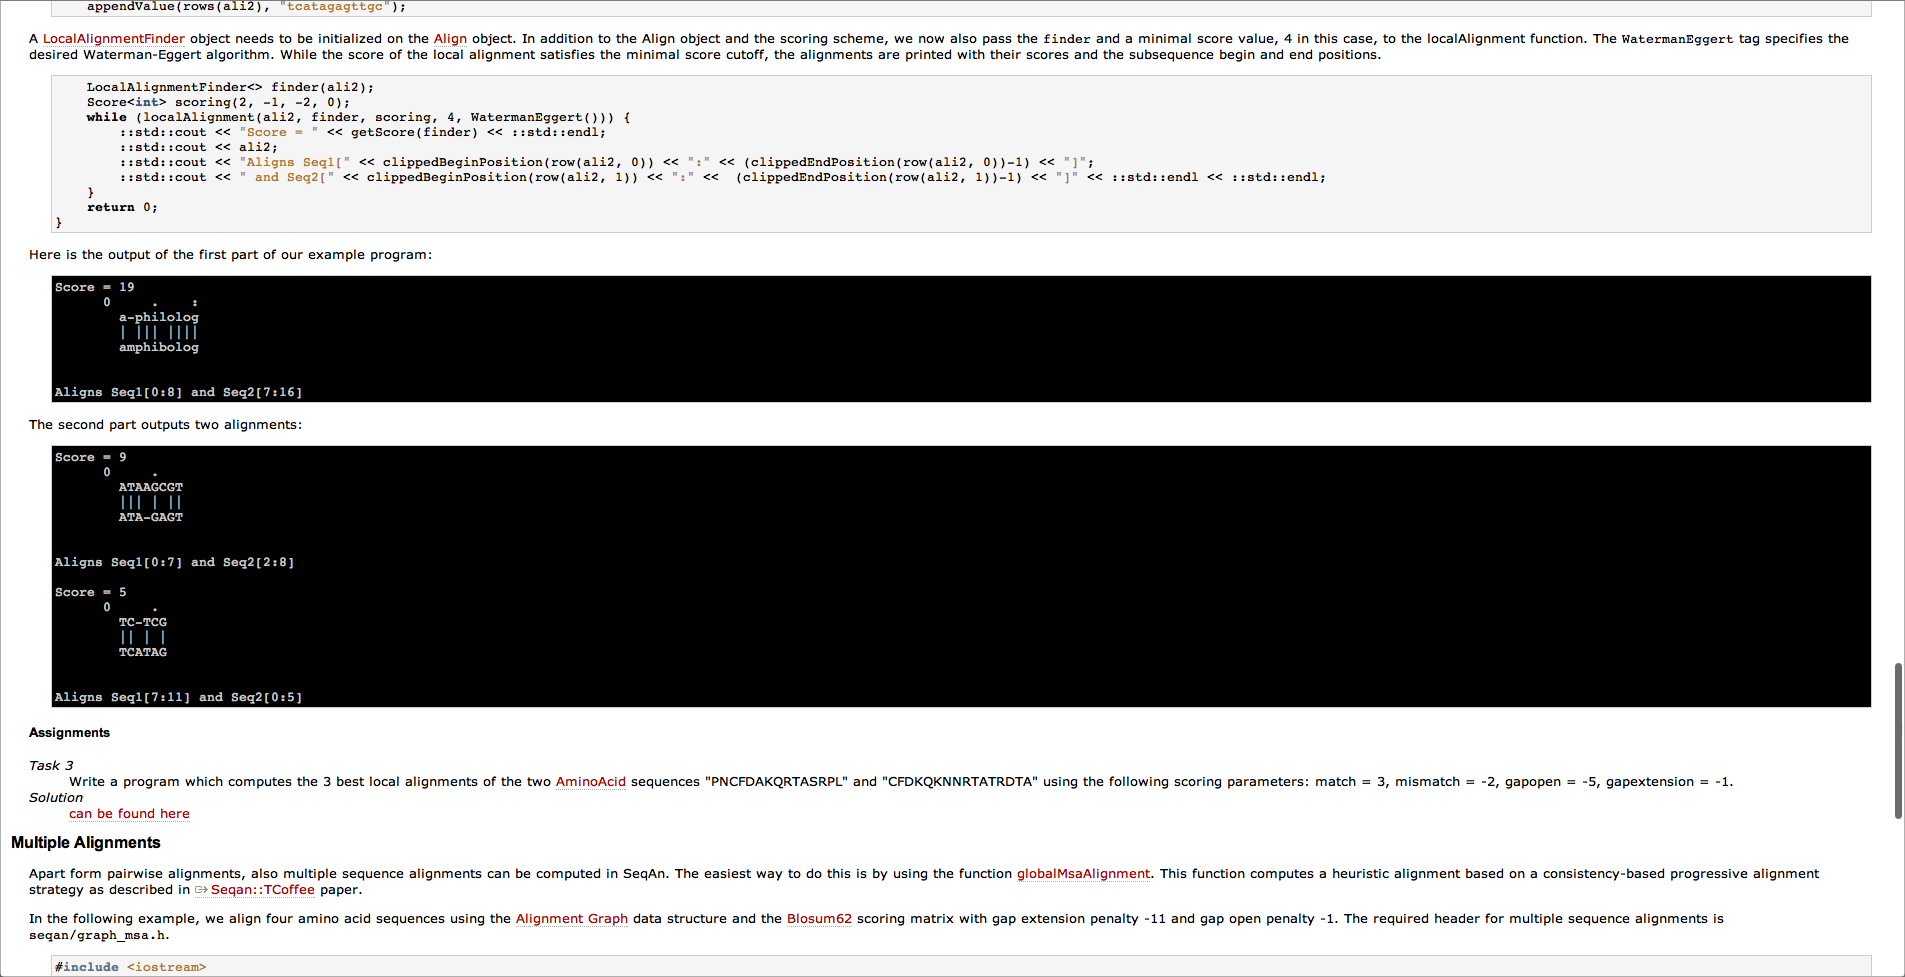 appendValue(rows(ali2), "tcatagagttgc");
A LocalAlignmentFinder object needs to be initialized on the Align object. In addition to the Align object and the scoring scheme, we now also pass the finder and a minimal score value, 4 in this case, to the localAlignment function. The WatermanEggert tag specifies the
desired Waterman-Eggert algorithm. While the score of the local alignment satisfies the minimal score cutoff, the alignments are printed with their scores and the subsequence begin and end positions.
LocalAlignmentFinder<> finder(ali2);
Score<int> scoring(2, -1, -2, 0);
while (localAlignment(ali2, finder, scoring, 4, WatermanEggert())) {
::std::cout << "Score = " << getScore(finder) << ::std::endl;
::std::cout << ali2;
::std::cout << "Aligns Seq1[" << clippedBeginPosition(row(ali2, 0)) << ":" << (clippedEndPosition(row(ali2, 0))-1) << "]";
::std::cout << " and Seq2[" << clippedBeginPosition(row(ali2, 1)) << ":" <<  (clippedEndPosition(row(ali2, 1))-1) << "]" << ::std::endl << ::std::endl;
}
return 0;
}
Here is the output of the first part of our example program:
Score = 19
0     .    :
a-philolog
| ||| ||||
amphibolog
Aligns Seq1[0:8] and Seq2[7:16]
The second part outputs two alignments:
Score = 9
0     .
ATAAGCGT
||| | ||
ATA-GAGT
Aligns Seq1[0:7] and Seq2[2:8]
Score = 5
0     .
TC-TCG
|| | |
TCATAG
Aligns Seq1[7:11] and Seq2[0:5]
Assignments
Task 3
Write a program which computes the 3 best local alignments of the two AminoAcid sequences "PNCFDAKQRTASRPL" and "CFDKQKNNRTATRDTA" using the following scoring parameters: match = 3, mismatch = -2, gapopen = -5, gapextension = -1.
Solution
can be found here
Multiple Alignments
Apart form pairwise alignments, also multiple sequence alignments can be computed in SeqAn. The easiest way to do this is by using the function globalMsaAlignment. This function computes a heuristic alignment based on a consistency-based progressive alignment
strategy as described in Seqan::TCoffee paper.
In the following example, we align four amino acid sequences using the Alignment Graph data structure and the Blosum62 scoring matrix with gap extension penalty -11 and gap open penalty -1. The required header for multiple sequence alignments is
seqan/graph_msa.h.
#include <iostream>